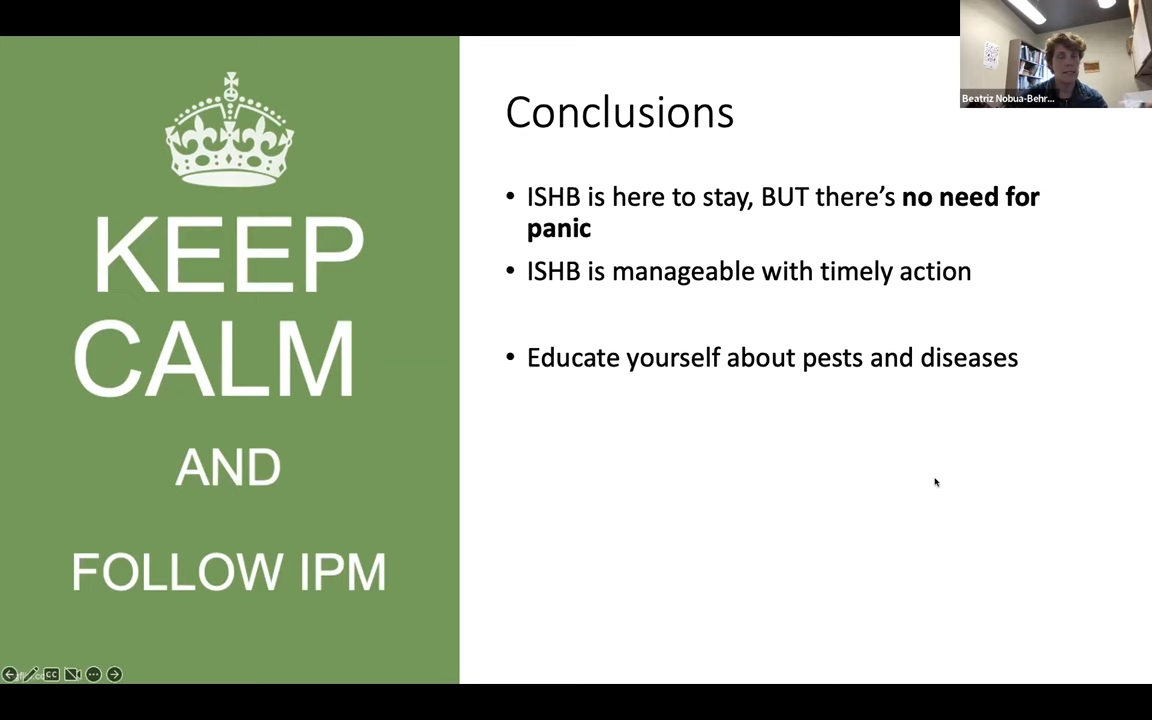 Beatriz Nobua-Behr...
KEEP
CALM
AND
FOLLOW IPM
Conclusions
• ISHB is here to stay, BUT there's no need for
panic
• ISHB is manageable with timely action
• Educate yourself about pests and diseases
CC